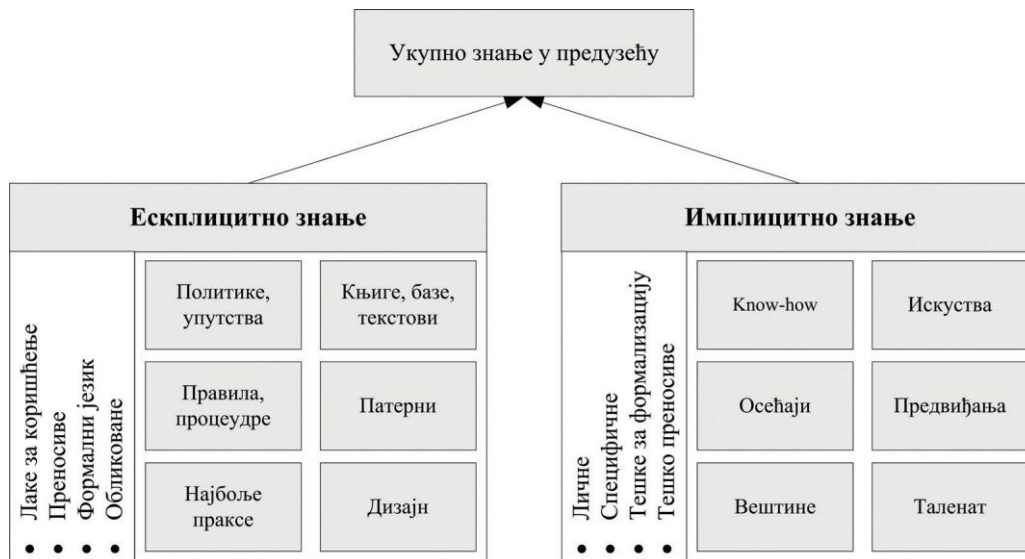 Укупно знање у предузећу
Ескплицитно знање
• Лаке за коришћење
• Преносиве
• Формални језик
• Обликоване
Политике,
упутства
Књиге, базе,
текстови
Правила,
процеудре
Патерни
Најбоље
праксе
Дизајн
Имплицитно знање
• Личне
• Специфичне
• Тешке за формализацију
• Тешко преносиве
Know-how
Искуства
Осећаји
Предвиђања
Вештине
Таленат